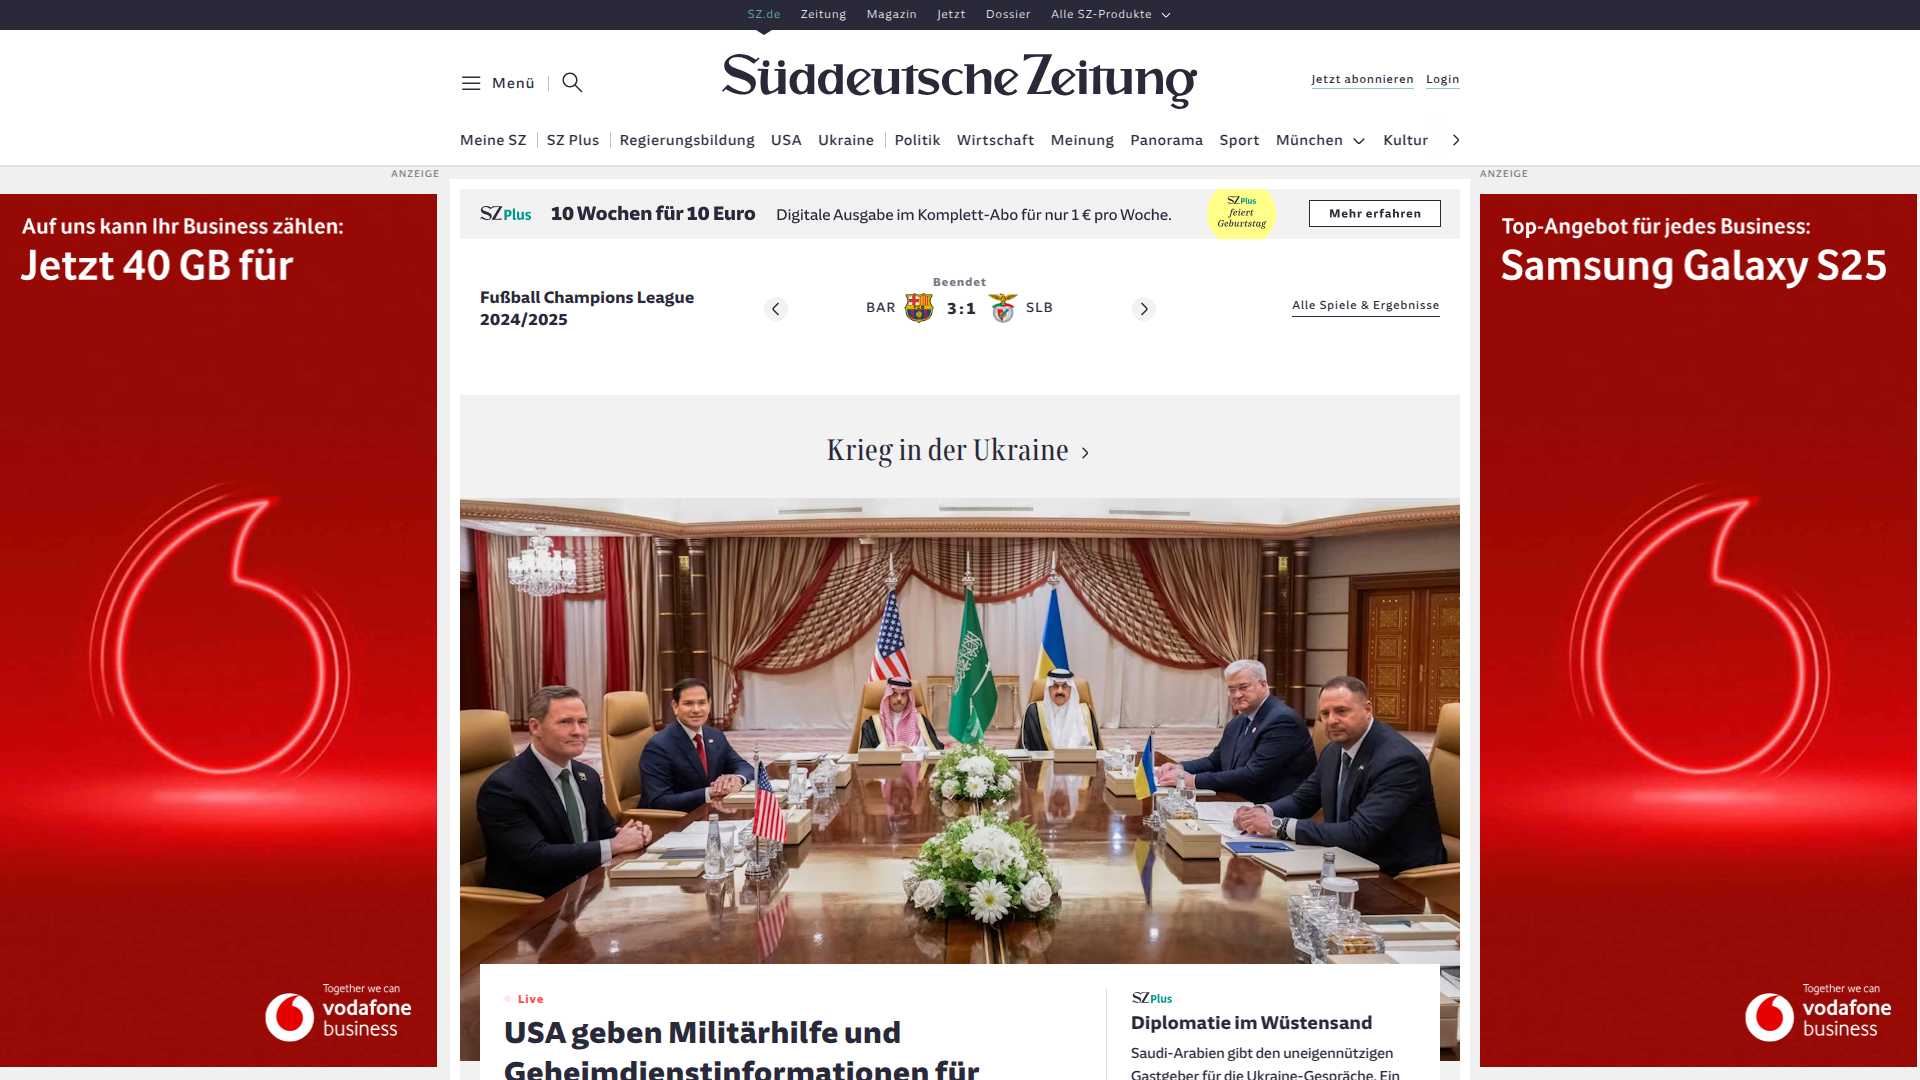 SZ.de Zeitung Magazin Jetzt Dossier Alle SZ-Produkte
Menü
Süddeutsche Zeitung
Jetzt abonnieren Login
Meine SZ SZ Plus Regierungsbildung USA Ukraine Politik Wirtschaft Meinung Panorama Sport München Kultur
ANZEIGE
Auf uns kann Ihr Business zählen:
Jetzt 40 GB für
Together we can
vodafone
business
SZ Plus 10 Wochen für 10 Euro Digitale Ausgabe im Komplett-Abo für nur 1 € pro Woche.
SZ Plus
feiert
Geburtstag
Mehr erfahren
Fußball Champions League
2024/2025
Beendet
BAR 3:1 SLB
Alle Spiele & Ergebnisse
Krieg in der Ukraine
Live
USA geben Militärhilfe und
Geheimdienstinformationen für
SZ Plus
Diplomatie im Wüstensand
Saudi-Arabien gibt den uneigennützigen
Gastgeber für die Ukraine-Gespräche. Ein
ANZEIGE
Top-Angebot für jedes Business:
Samsung Galaxy S25
Together we can
vodafone
business